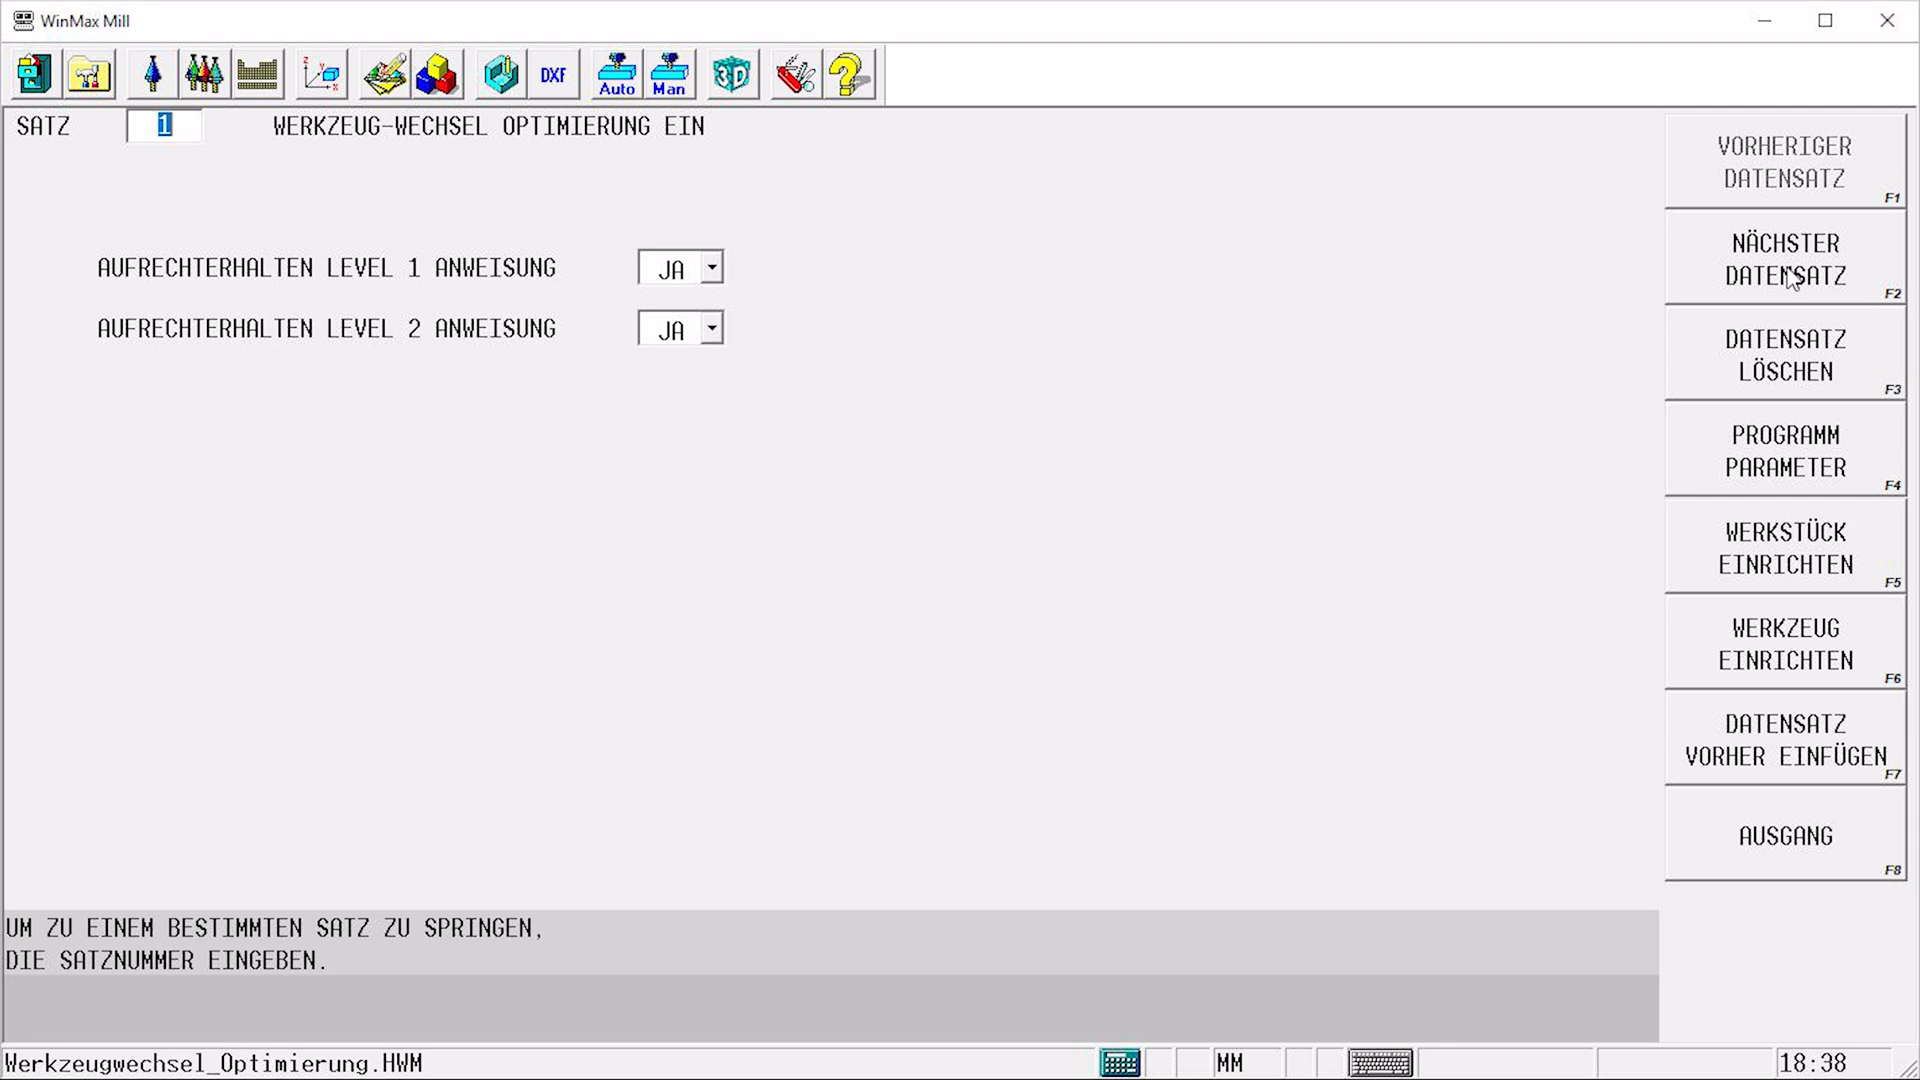 WinMax Mill
DXF
Auto
Man
3D
SATZ 1 WERKZEUG-WECHSEL OPTIMIERUNG EIN
AUFRECHTERHALTEN LEVEL 1 ANWEISUNG JA
AUFRECHTERHALTEN LEVEL 2 ANWEISUNG JA
VORHERIGER
DATENSATZ
F1
NÄCHSTER
DATENSATZ
F2
DATENSATZ
LÖSCHEN
F3
PROGRAMM
PARAMETER
F4
WERKSTÜCK
EINRICHTEN
F5
WERKZEUG
EINRICHTEN
F6
DATENSATZ
VORHER EINFÜGEN
F7
AUSGANG
F8
UM ZU EINEM BESTIMMTEN SATZ ZU SPRINGEN,
DIE SATZNUMMER EINGEBEN.
Werkzeugwechsel_Optimierung.HWM MM 18:38